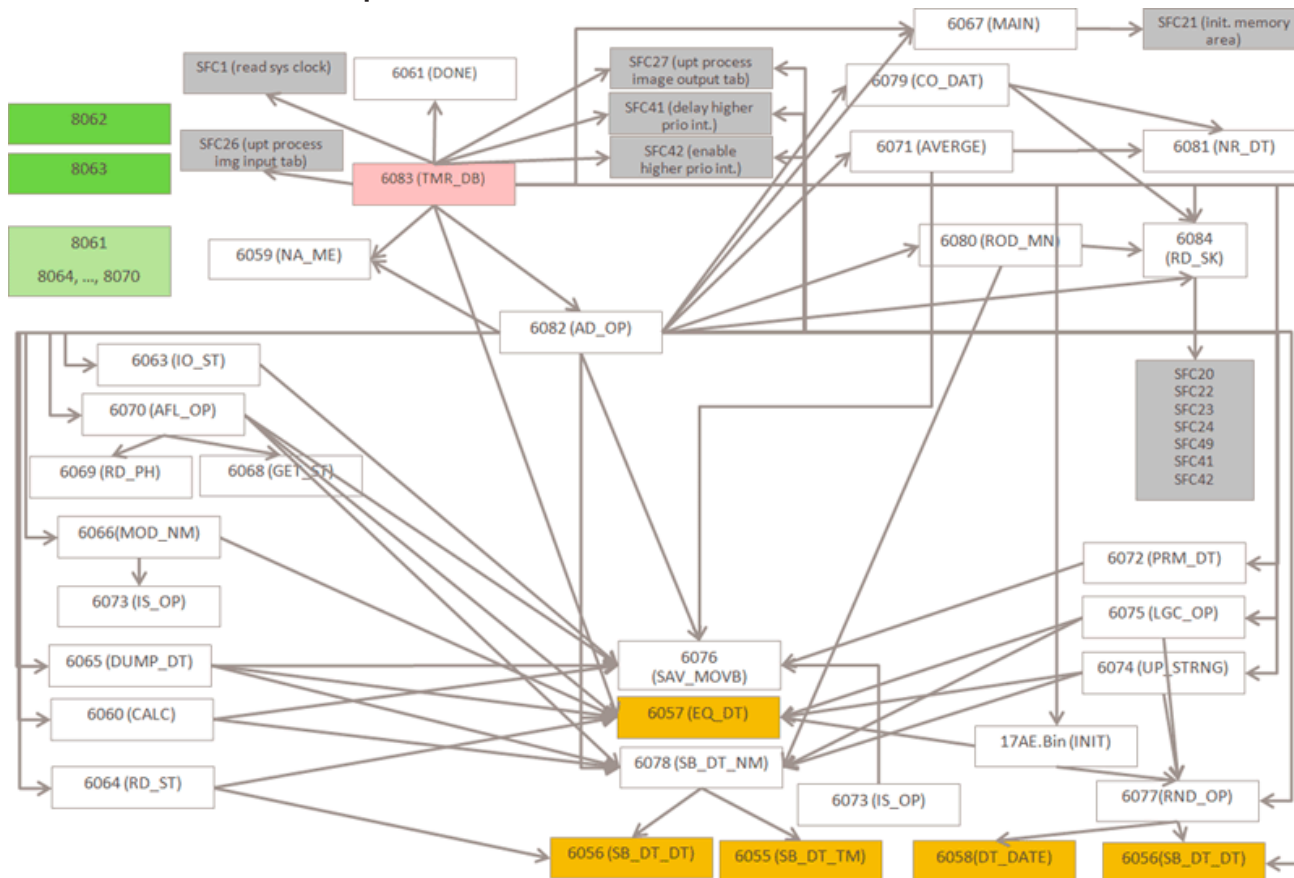 6067 (MAIN)
SFC21 (init. memory
area)
SFC1 (read sys clock)
6061 (DONE)
SFC27 (upt process
image output tab)
6079 (CO_DAT)
8062
SFC41 (delay higher
prio int.)
SFC26 (upt process
img input tab)
SFC42 (enable
higher prio int.)
6071 (AVERGE)
6081 (NR_DT)
8063
6083 (TMR_DB)
8061
8064, ..., 8070
6059 (NA_ME)
6080 (ROD_MN)
6084
(RD_SK)
6082 (AD_OP)
6063 (IO_ST)
SFC20
SFC22
SFC23
SFC24
SFC49
SFC41
SFC42
6070 (AFL_OP)
6069 (RD_PH)
6068 (GET_ST)
6066(MOD_NM)
6072 (PRM_DT)
6073 (IS_OP)
6075 (LGC_OP)
6065 (DUMP_DT)
6076
(SAV_MOVB)
6074 (UP_STRNG)
6060 (CALC)
6057 (EQ_DT)
17AE.Bin (INIT)
6064 (RD_ST)
6078 (SB_DT_NM)
6073 (IS_OP)
6077(RND_OP)
6056 (SB_DT_DT)
6055 (SB_DT_TM)
6058(DT_DATE)
6056(SB_DT_DT)